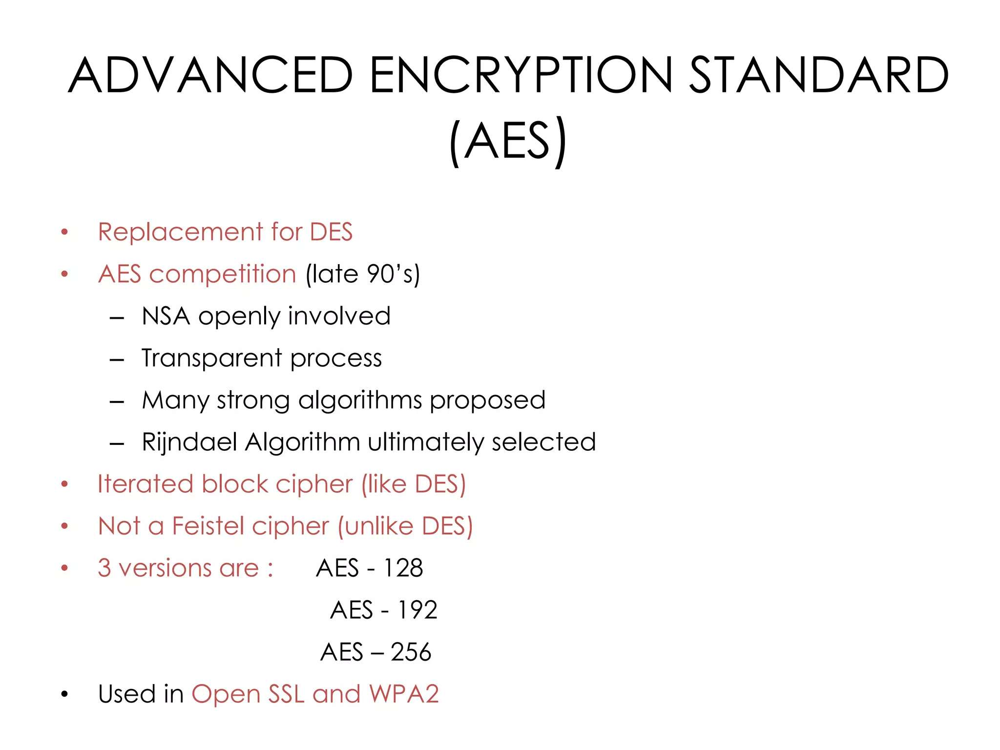 ADVANCED ENCRYPTION STANDARD
(AES)
• Replacement for DES
• AES competition (late 90’s)
– NSA openly involved
– Transparent process
– Many strong algorithms proposed
– Rijndael Algorithm ultimately selected
• Iterated block cipher (like DES)
• Not a Feistel cipher (unlike DES)
• 3 versions are : AES - 128
AES - 192
AES – 256
• Used in Open SSL and WPA2